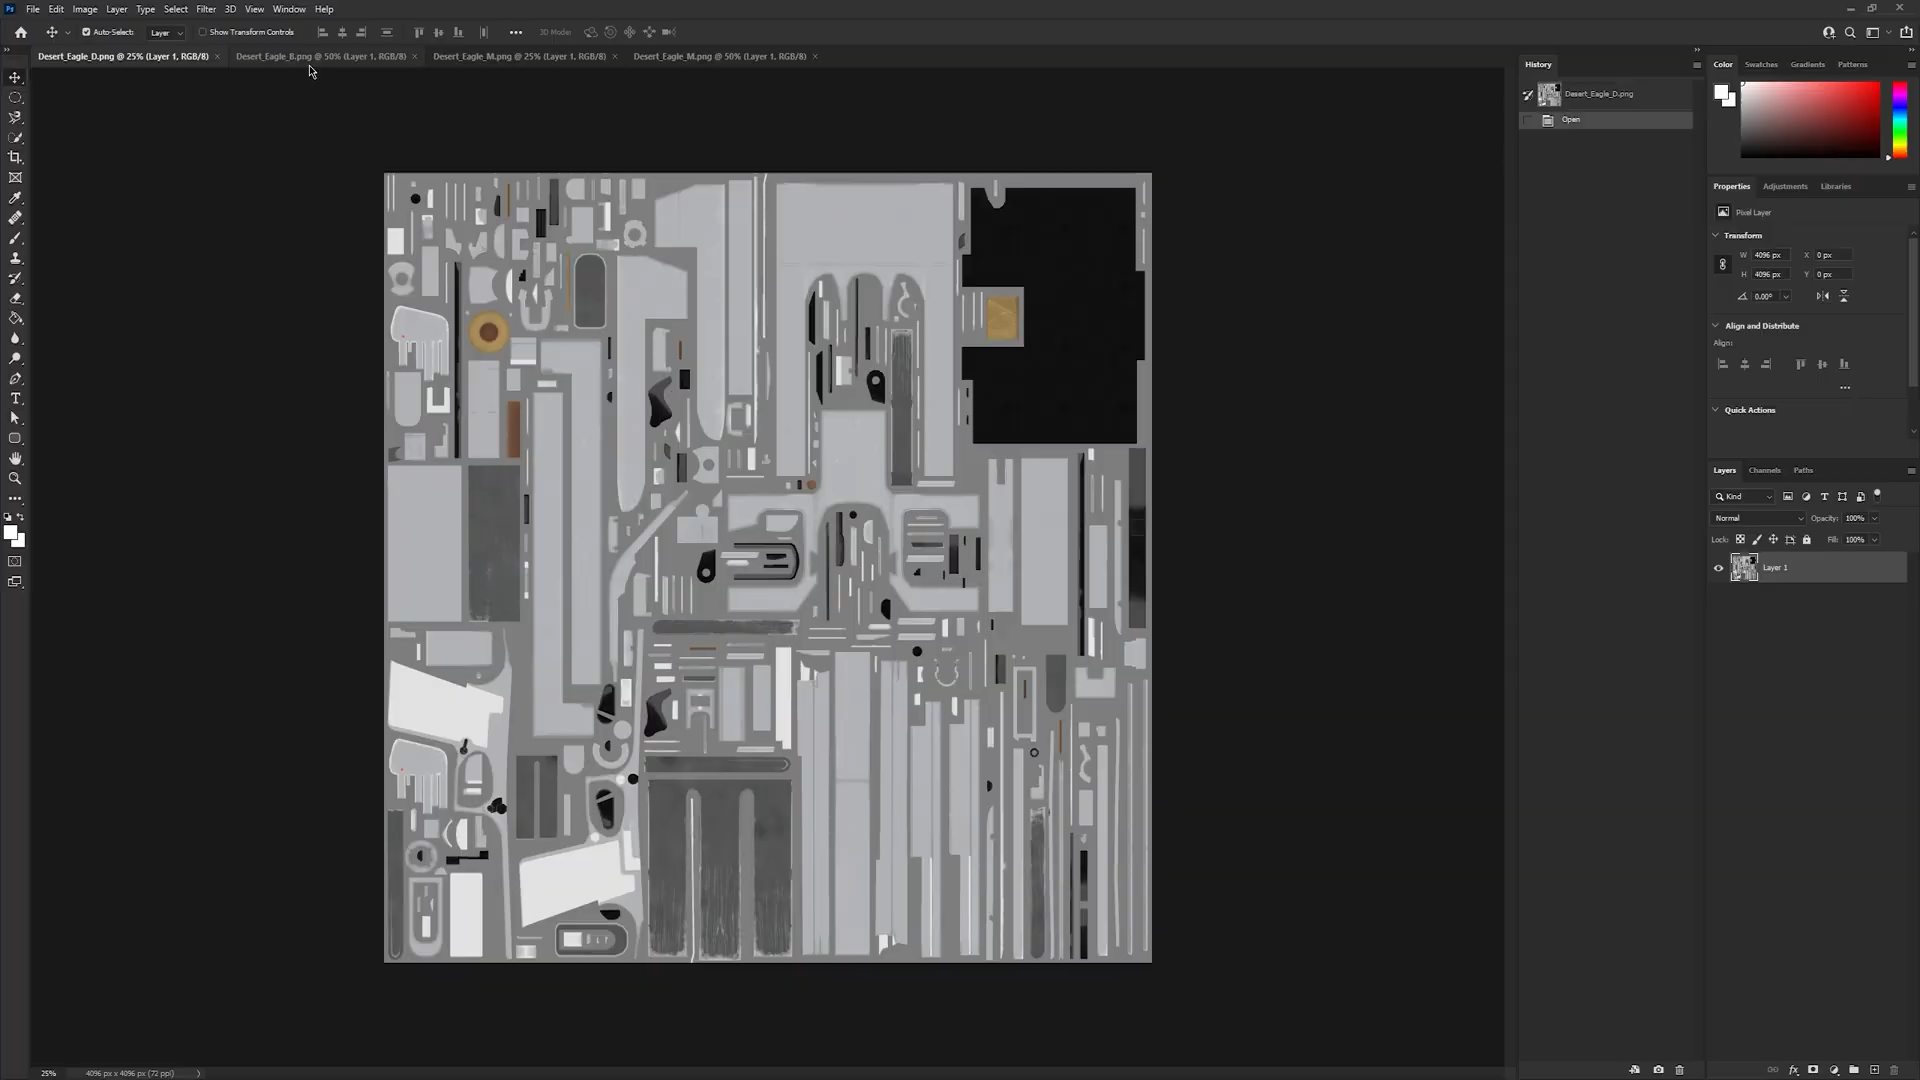 Ps File Edit Image Layer Type Select Filter 3D View Window Help
Auto-Select: Layer Show Transform Controls 3D Mode:
Desert_Eagle_D.png @ 25% (Layer 1, RGB/8) × Desert_Eagle_B.png @ 50% (Layer 1, RGB/8) × Desert_Eagle_M.png @ 25% (Layer 1, RGB/8) × Desert_Eagle_M.png @ 50% (Layer 1, RGB/8) ×
History
Desert_Eagle_D.png
Open
Color Swatches Gradients Patterns
Properties Adjustments Libraries
Pixel Layer
Transform
W 4096 px X 0 px
H 4096 px Y 0 px
0.00°
Align and Distribute
Align:
Quick Actions
Layers Channels Paths
Kind
Normal Opacity: 100%
Lock: Fill: 100%
Layer 1
25% 4096 px x 4096 px (72 ppi)